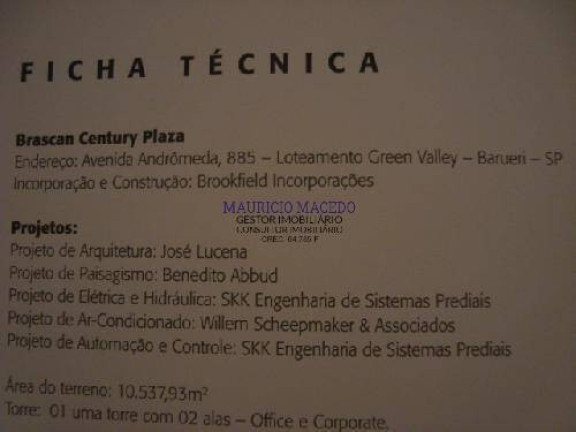 FICHA TÉCNICA
Brascan Century Plaza
Endereço: Avenida Andrômeda, 885 – Loteamento Green Valley – Barueri – SP
Incorporação e Construção: Brookfield Incorporações
MAURICIO MACEDO
GESTOR IMOBILIÁRIO
CONSULTOR IMOBILIÁRIO
Projetos:
Projeto de Arquitetura: José Lucena
Projeto de Paisagismo: Benedito Abbud
Projeto de Elétrica e Hidráulica: SKK Engenharia de Sistemas Prediais
Projeto de Ar-Condicionado: Willem Scheepmaker & Associados
Projeto de Automação e Controle: SKK Engenharia de Sistemas Prediais
Área do terreno: 10.537,93m²
Torre: 01 uma torre com 02 alas – Office e Corporate.